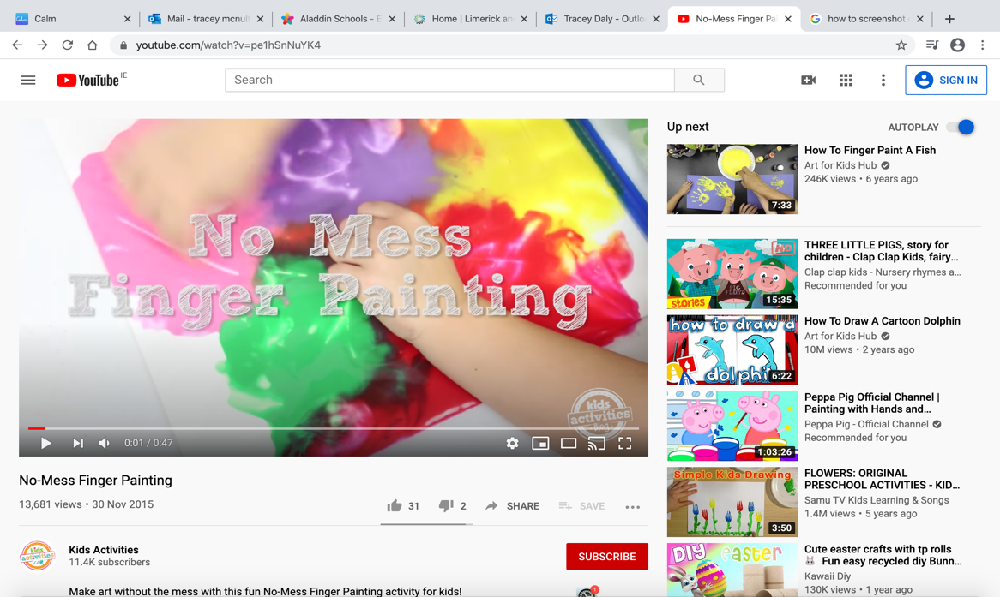 Calm
Mail - tracey mcnult
Aladdin Schools - E
Home | Limerick an
Tracey Daly - Outlo
No-Mess Finger Pa
how to screenshot
youtube.com/watch?v=pe1hSnNuYK4
YouTube IE
Search
SIGN IN
No Mess
Finger Painting
kids
activities
Blog
0:01 / 0:47
No-Mess Finger Painting
13,681 views • 30 Nov 2015
31
2
SHARE
SAVE
kids
activities
Kids Activities
11.4K subscribers
SUBSCRIBE
Make art without the mess with this fun No-Mess Finger Painting activity for kids!
1
Up next
AUTOPLAY
7:33
How To Finger Paint A Fish
Art for Kids Hub
246K views • 6 years ago
HD
PIG
FLOYD
stories
15:35
THREE LITTLE PIGS, story for
children - Clap Clap Kids, fairy...
Clap clap kids - Nursery rhymes a...
Recommended for you
how to draw a
dolphi
6:22
How To Draw A Cartoon Dolphin
Art for Kids Hub
10M views • 2 years ago
1:03:26
Peppa Pig Official Channel |
Painting with Hands and...
Peppa Pig - Official Channel
Recommended for you
Simple Kids Drawing
3:50
FLOWERS: ORIGINAL
PRESCHOOL ACTIVITIES - KID...
Samu TV Kids Learning & Songs
1.4M views • 5 years ago
DIY easter
Cute easter crafts with tp rolls
🐰 Fun easy recycled diy Bunn...
Kawaii Diy
130K views • 1 year ago